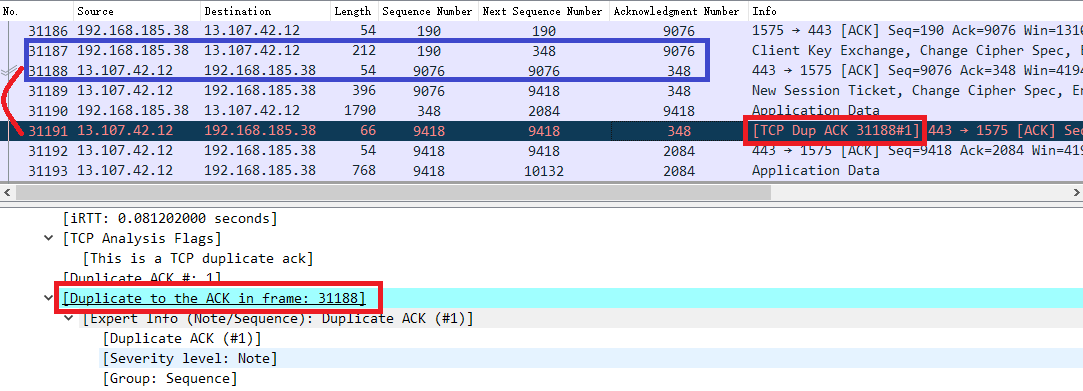 No. Source Destination Length Sequence Number Next Sequence Number Acknowledgment Number Info
31186 192.168.185.38 13.107.42.12 54 190 190 9076 1575 → 443 [ACK] Seq=190 Ack=9076 Win=1310
31187 192.168.185.38 13.107.42.12 212 190 348 9076 Client Key Exchange, Change Cipher Spec, E
31188 13.107.42.12 192.168.185.38 54 9076 9076 348 443 → 1575 [ACK] Seq=9076 Ack=348 Win=4194
31189 13.107.42.12 192.168.185.38 396 9076 9418 348 New Session Ticket, Change Cipher Spec, En
31190 192.168.185.38 13.107.42.12 1790 348 2084 9418 Application Data
31191 13.107.42.12 192.168.185.38 66 9418 9418 348 [TCP Dup ACK 31188#1] 443 → 1575 [ACK] Se
31192 13.107.42.12 192.168.185.38 54 9418 9418 2084 443 → 1575 [ACK] Seq=9418 Ack=2084 Win=419
31193 13.107.42.12 192.168.185.38 768 9418 10132 2084 Application Data
[iRTT: 0.081202000 seconds]
[TCP Analysis Flags]
[This is a TCP duplicate ack]
[Duplicate ACK #: 1]
[Duplicate to the ACK in frame: 31188]
[Expert Info (Note/Sequence): Duplicate ACK (#1)]
[Duplicate ACK (#1)]
[Severity level: Note]
[Group: Sequence]